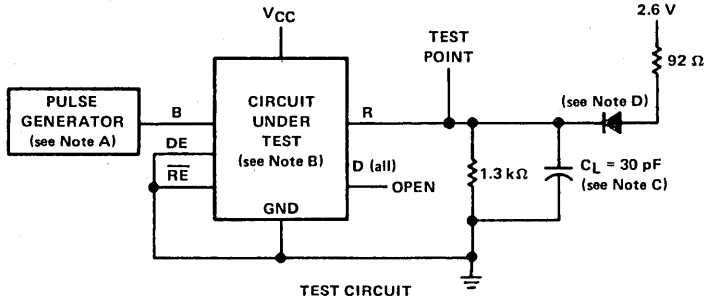 VCC
2.6 V
TEST
POINT
92 Ω
PULSE
GENERATOR
(see Note A)
B
DE
RE
CIRCUIT
UNDER
TEST
(see Note B)
GND
R
D (all)
OPEN
(see Note D)
1.3 kΩ
CL = 30 pF
(see Note C)
TEST CIRCUIT